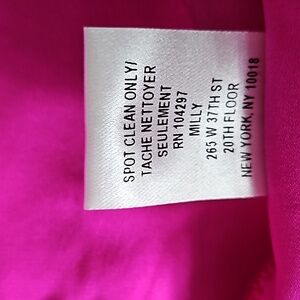 SPOT CLEAN ONLY/
TACHE NETTOYER
SEULEMENT
RN 104297
MILLY
265 W 37TH ST
20TH FLOOR
NEW YORK, NY 10018